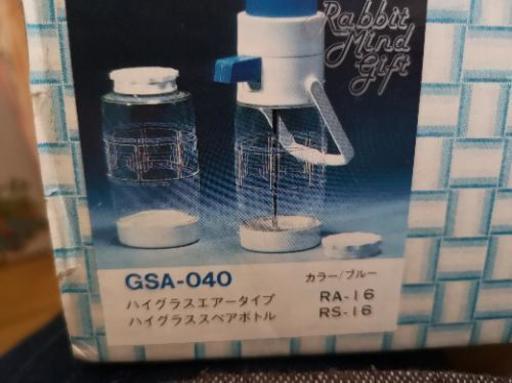 Rabbit
Mind
Gift
GSA-040 カラー/ブルー
ハイグラスエアータイプ RA-16
ハイグラススペアボトル RS-16